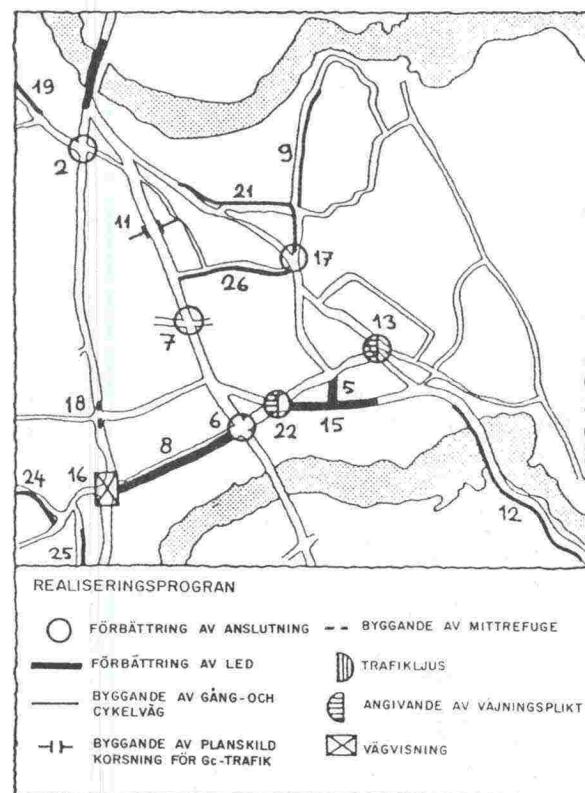 19
2
9
21
11
17
26
7
13
5
18
6
22
15
8
24
16
12
25
REALISERINGSPROGRAN
FÖRBÄTTRING AV ANSLUTNING
BYGGANDE AV MITTREFUGE
FÖRBÄTTRING AV LED
TRAFIKLJUS
BYGGANDE AV GÅNG-OCH
CYKELVÄG
ANGIVANDE AV VÄJNINGSPLIKT
BYGGANDE AV PLANSKILD
KORSNING FÖR Gc-TRAFIK
VÄGVISNING